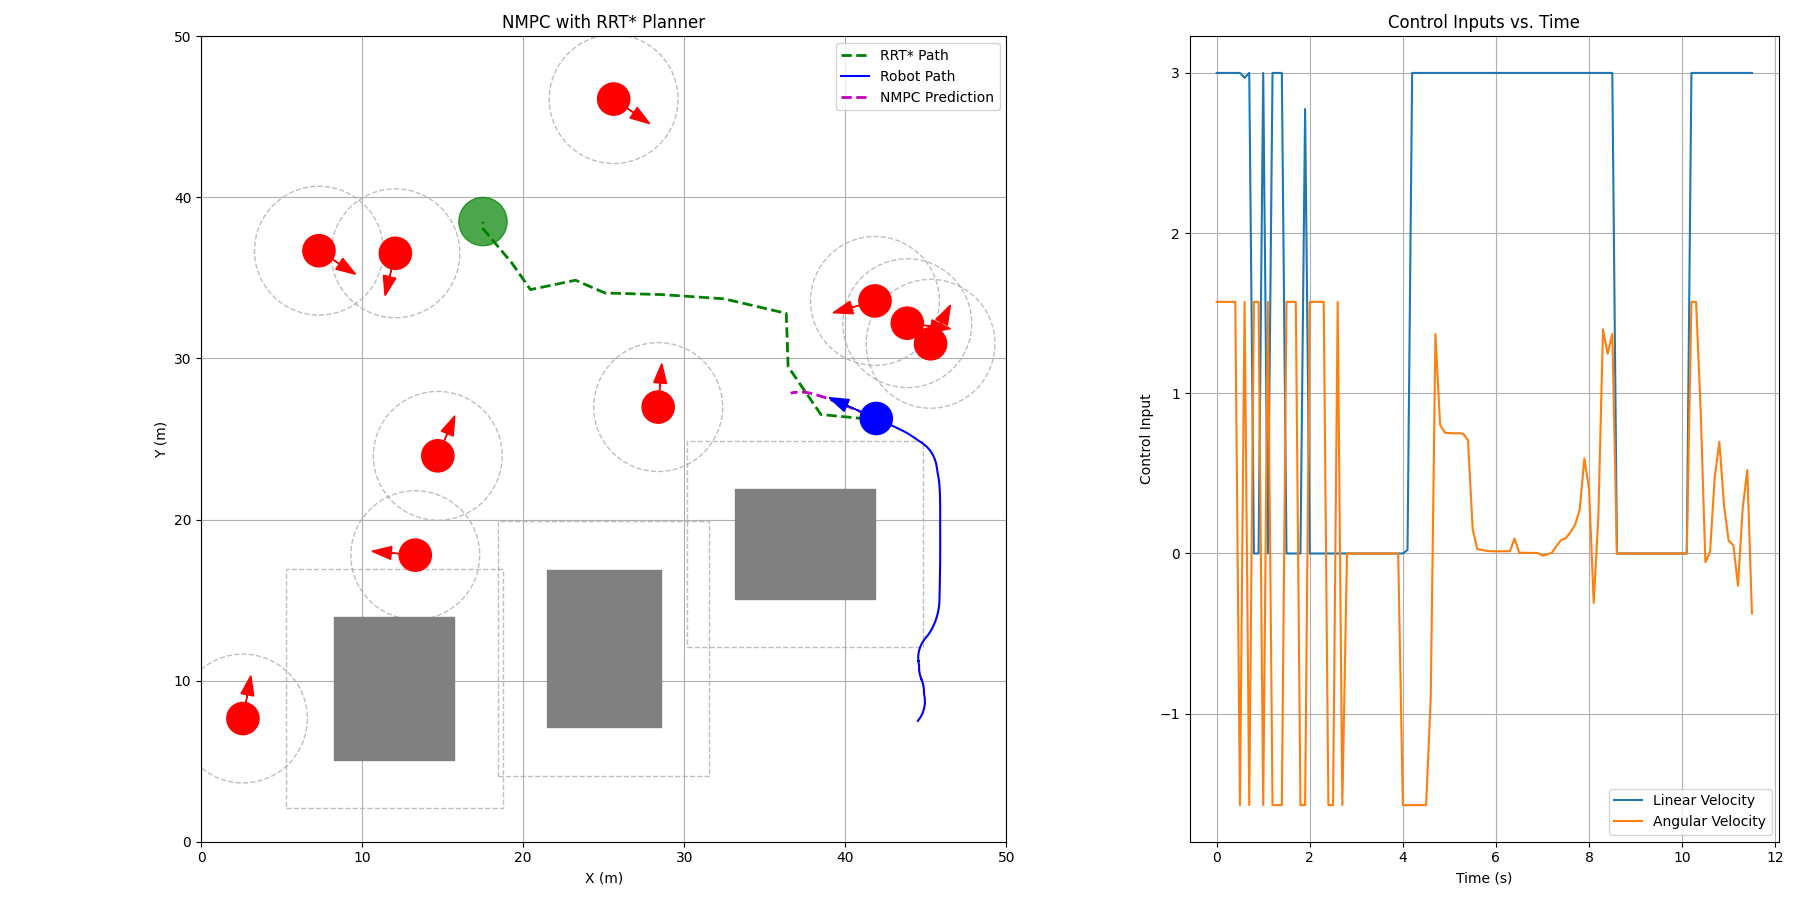 NMPC with RRT* Planner
50
40
30
20
10
0
Y (m)
0 10 20 30 40 50
X (m)
RRT* Path
Robot Path
NMPC Prediction
Control Inputs vs. Time
3
2
1
0
−1
Control Input
0 2 4 6 8 10 12
Time (s)
Linear Velocity
Angular Velocity